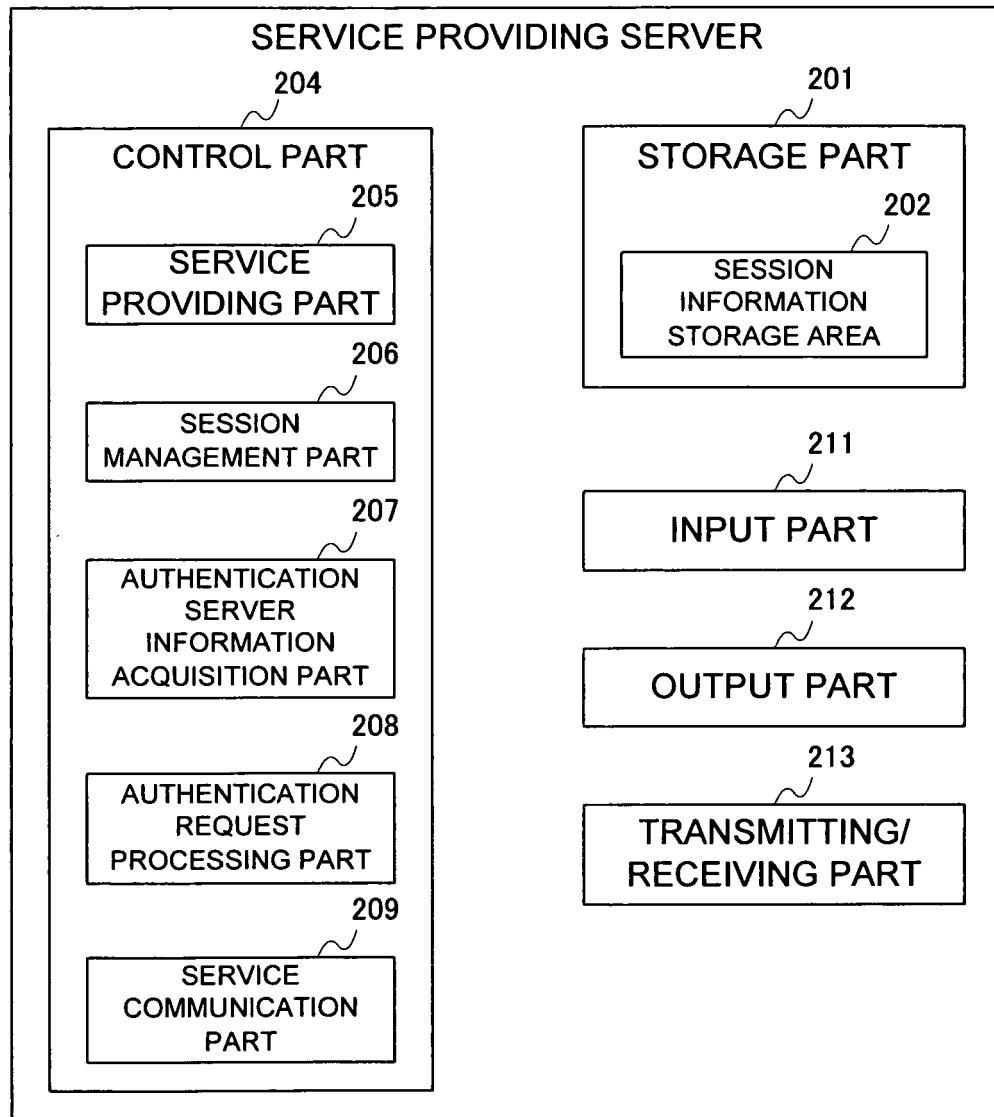 SERVICE PROVIDING SERVER
204
CONTROL PART
205
SERVICE
PROVIDING PART
206
SESSION
MANAGEMENT PART
207
AUTHENTICATION
SERVER
INFORMATION
ACQUISITION PART
208
AUTHENTICATION
REQUEST
PROCESSING PART
209
SERVICE
COMMUNICATION
PART
201
STORAGE PART
202
SESSION
INFORMATION
STORAGE AREA
211
INPUT PART
212
OUTPUT PART
213
TRANSMITTING/
RECEIVING PART